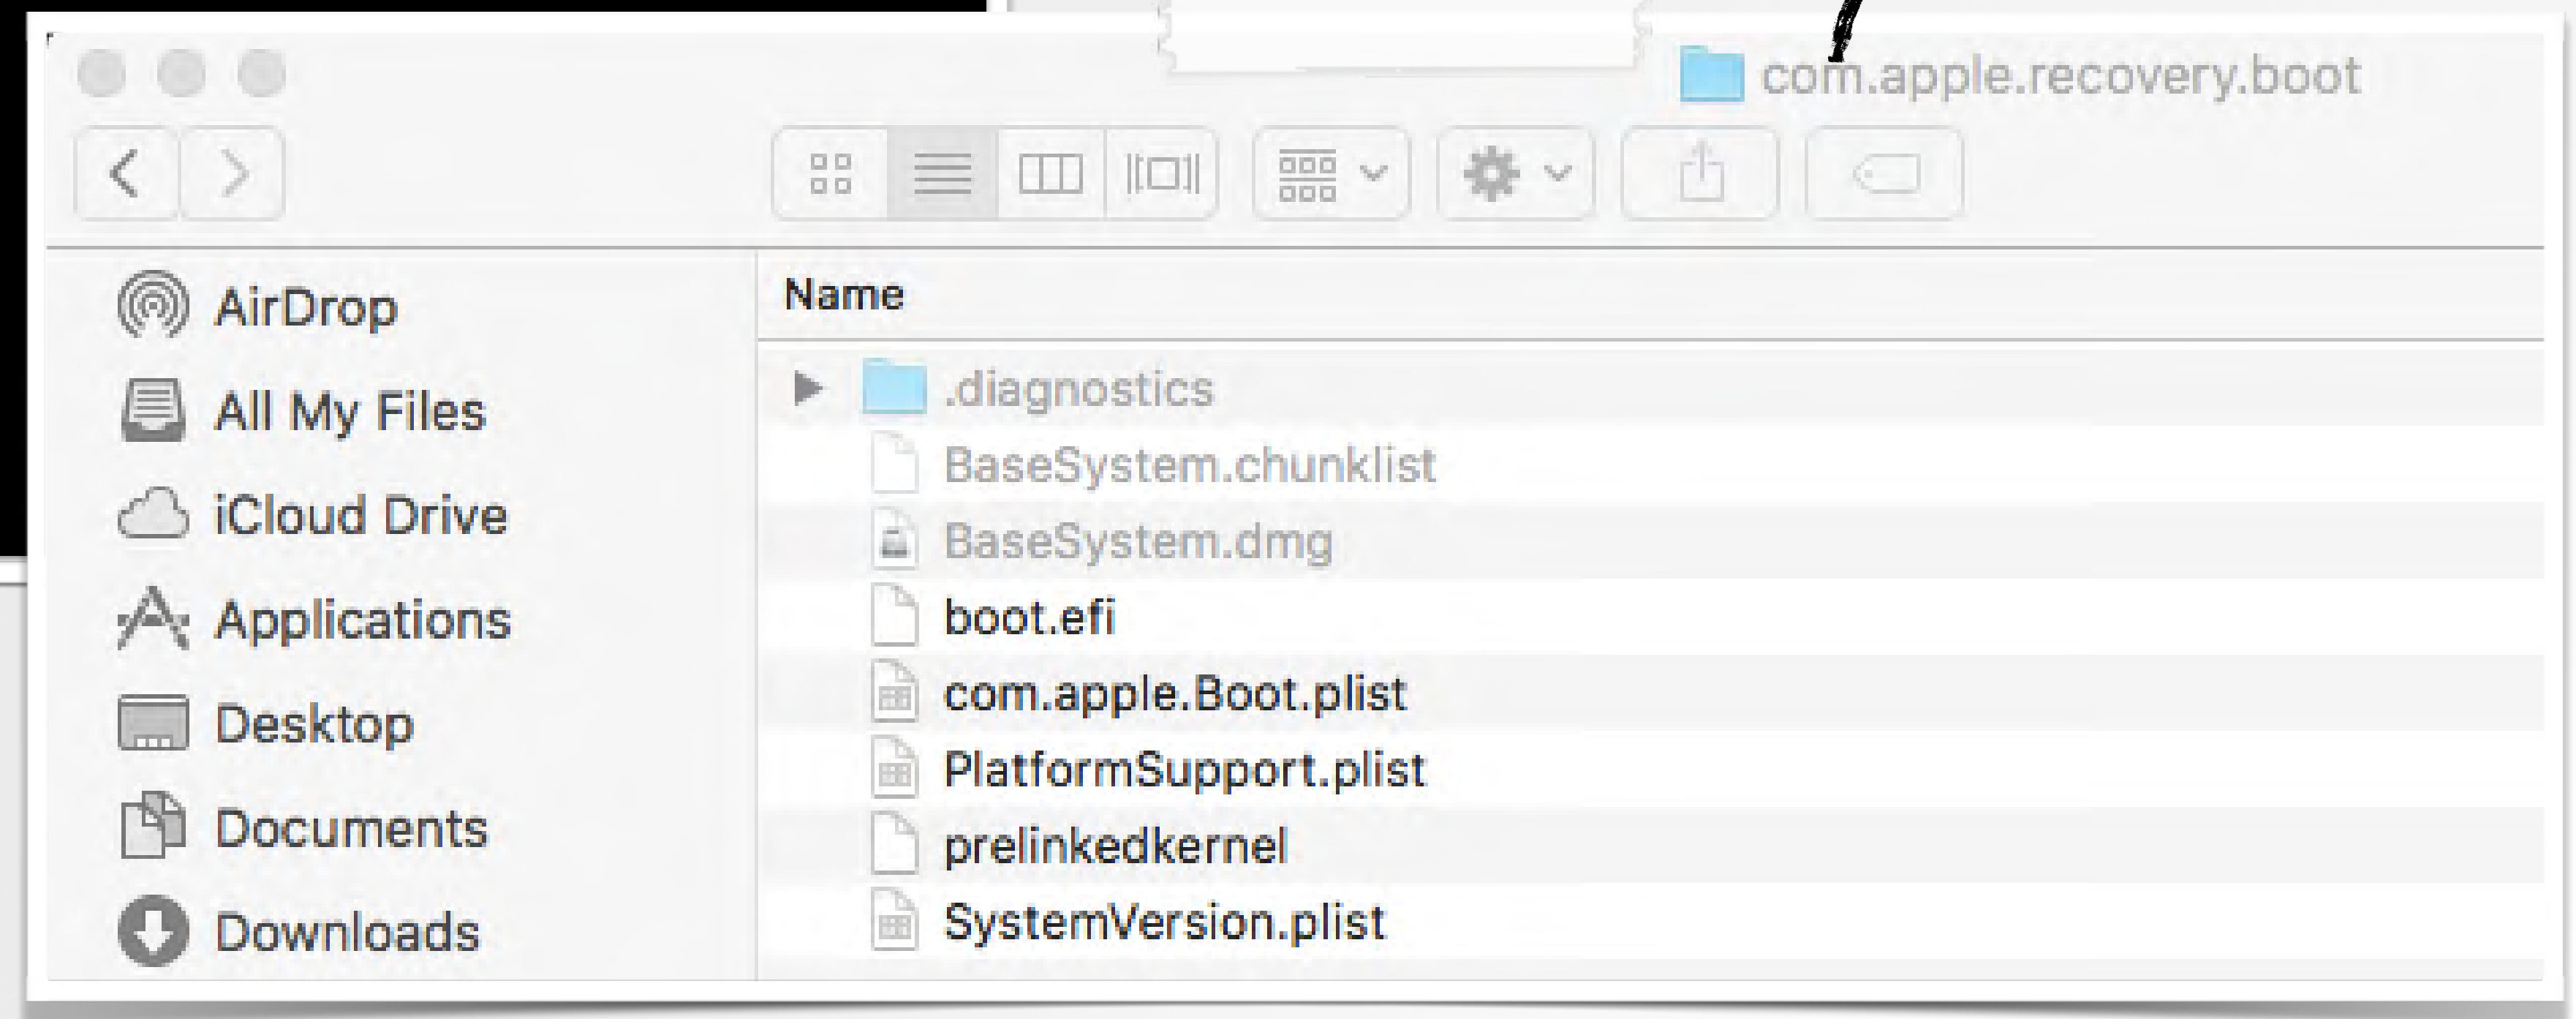 com.apple.recovery.boot
AirDrop
All My Files
iCloud Drive
Applications
Desktop
Documents
Downloads
Name
.diagnostics
BaseSystem.chunklist
BaseSystem.dmg
boot.efi
com.apple.Boot.plist
PlatformSupport.plist
prelinkedkernel
SystemVersion.plist